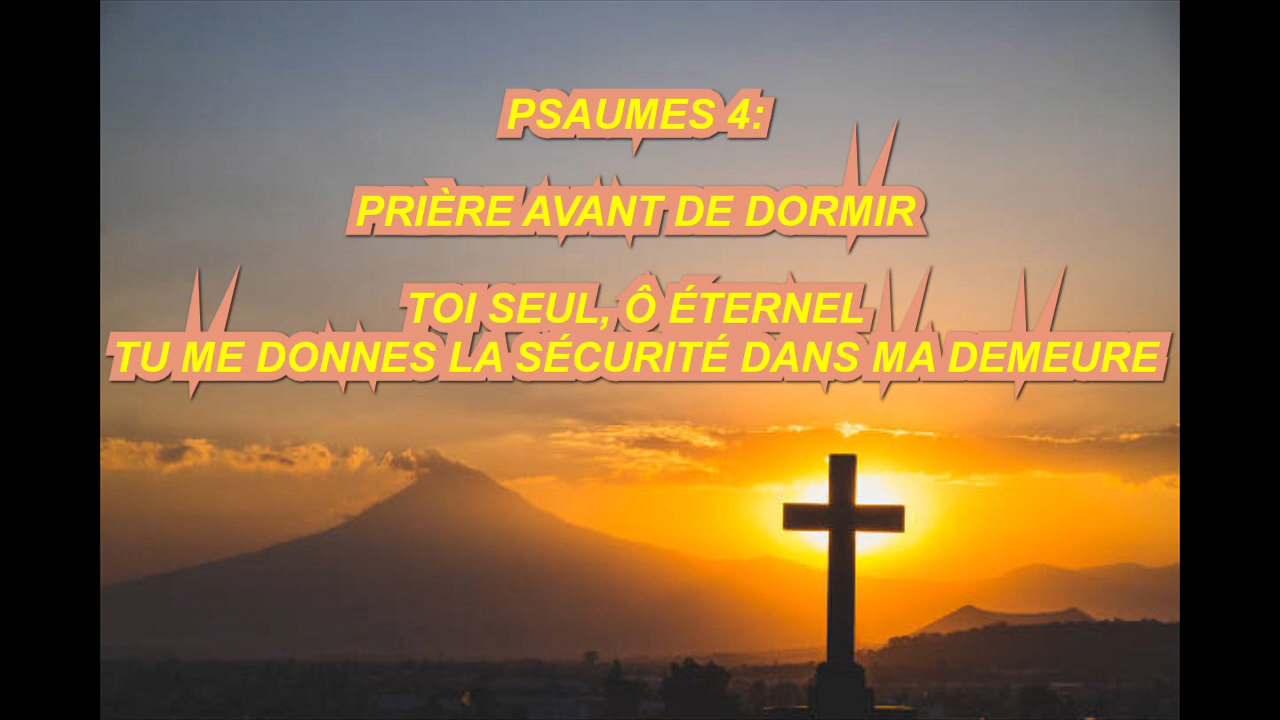 PSAUMES 4:
PRIÈRE AVANT DE DORMIR
TOI SEUL, Ô ÉTERNEL
TU ME DONNES LA SÉCURITÉ DANS MA DEMEURE